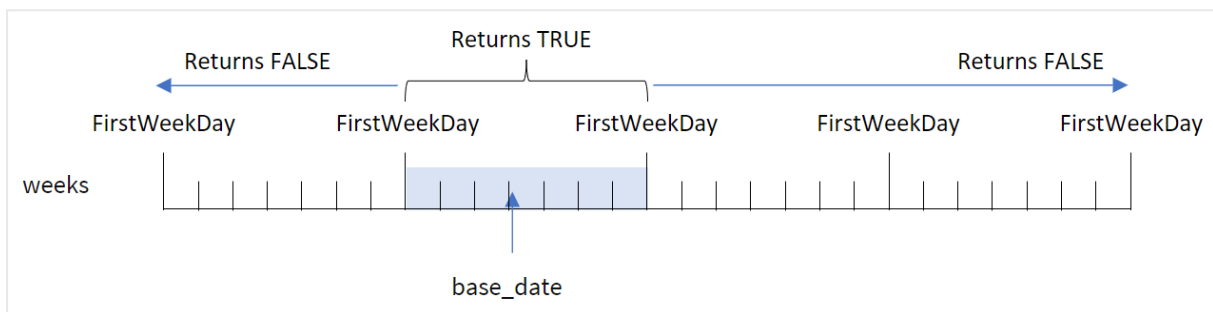 Returns TRUE
Returns FALSE
Returns FALSE
FirstWeekDay FirstWeekDay FirstWeekDay FirstWeekDay FirstWeekDay
weeks
base_date